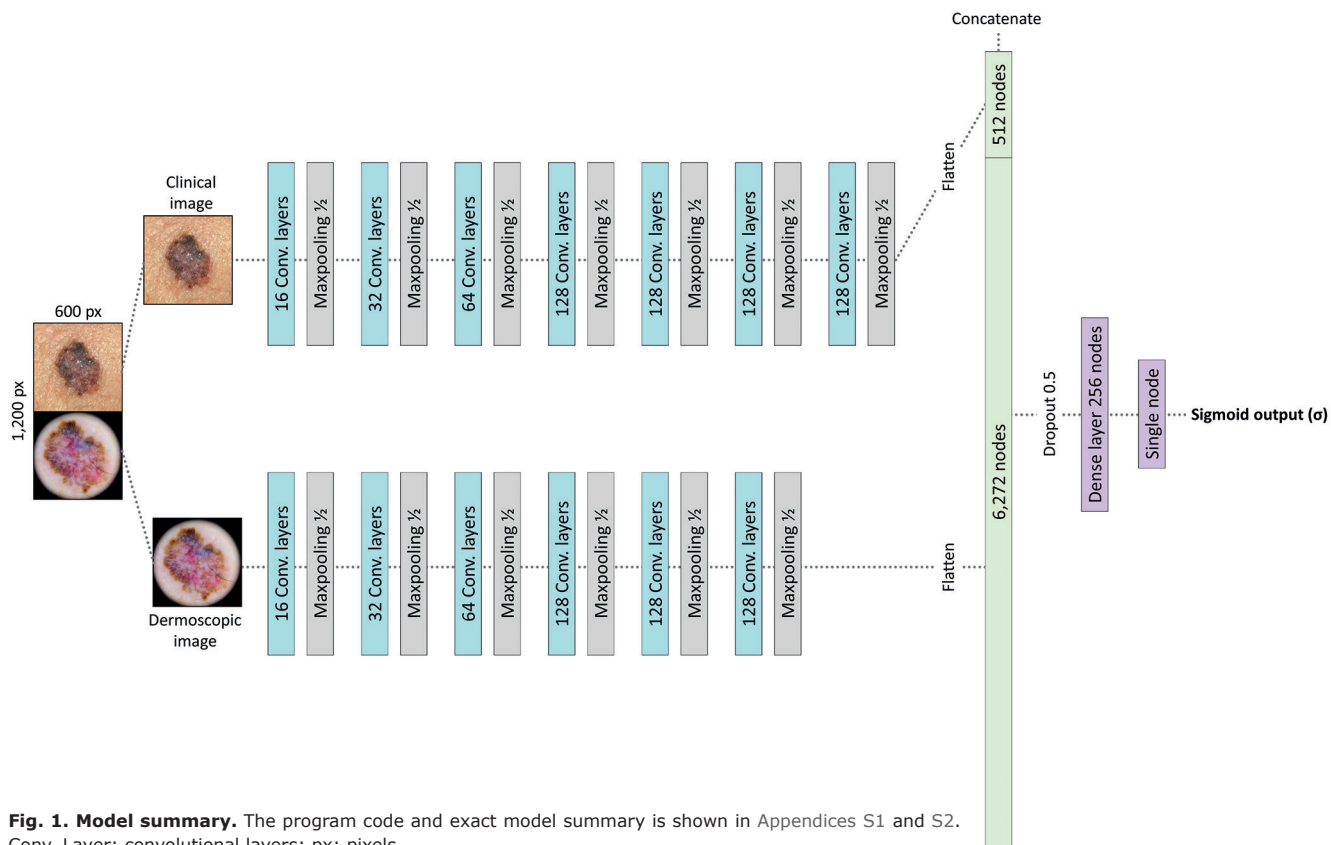 Concatenate
512 nodes
Flatten
Clinical
image
16 Conv. layers
Maxpooling ½
32 Conv. layers
Maxpooling ½
64 Conv. layers
Maxpooling ½
128 Conv. layers
Maxpooling ½
128 Conv. layers
Maxpooling ½
128 Conv. layers
Maxpooling ½
128 Conv. layers
Maxpooling ½
600 px
1,200 px
Dropout 0.5
Dense layer 256 nodes
Single node
Sigmoid output (σ)
6,272 nodes
16 Conv. layers
Maxpooling ½
32 Conv. layers
Maxpooling ½
64 Conv. layers
Maxpooling ½
128 Conv. layers
Maxpooling ½
128 Conv. layers
Maxpooling ½
128 Conv. layers
Maxpooling ½
Flatten
Dermoscopic
image
Fig. 1. Model summary. The program code and exact model summary is shown in Appendices S1 and S2.
Conv. Layer: convolutional layers; px: pixels.